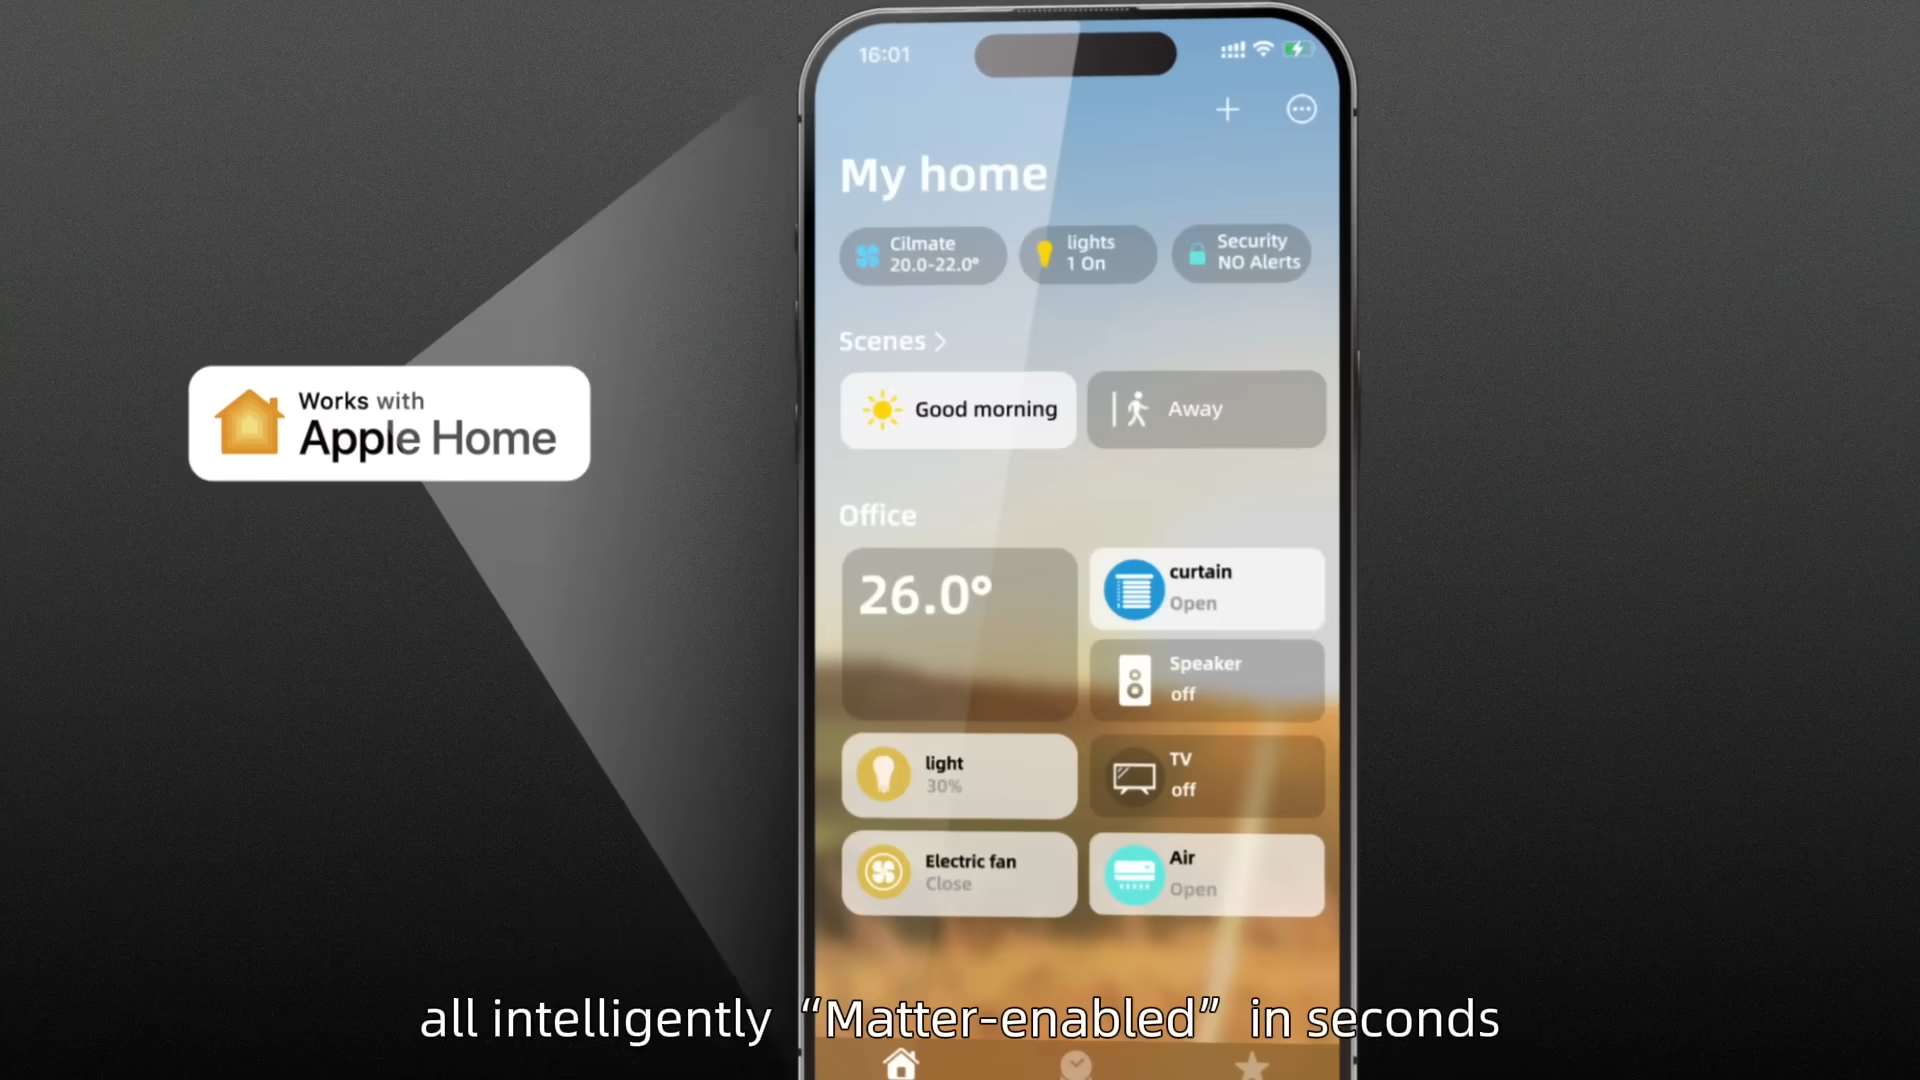 16:01
My home
Cilmate
20.0-22.0°
lights
1 On
Security
NO Alerts
Scenes >
Good morning
Away
Works with
Apple Home
Office
26.0°
curtain
Open
Speaker
off
light
30%
TV
off
Electric fan
Close
Air
Open
all intelligently “Matter-enabled” in seconds